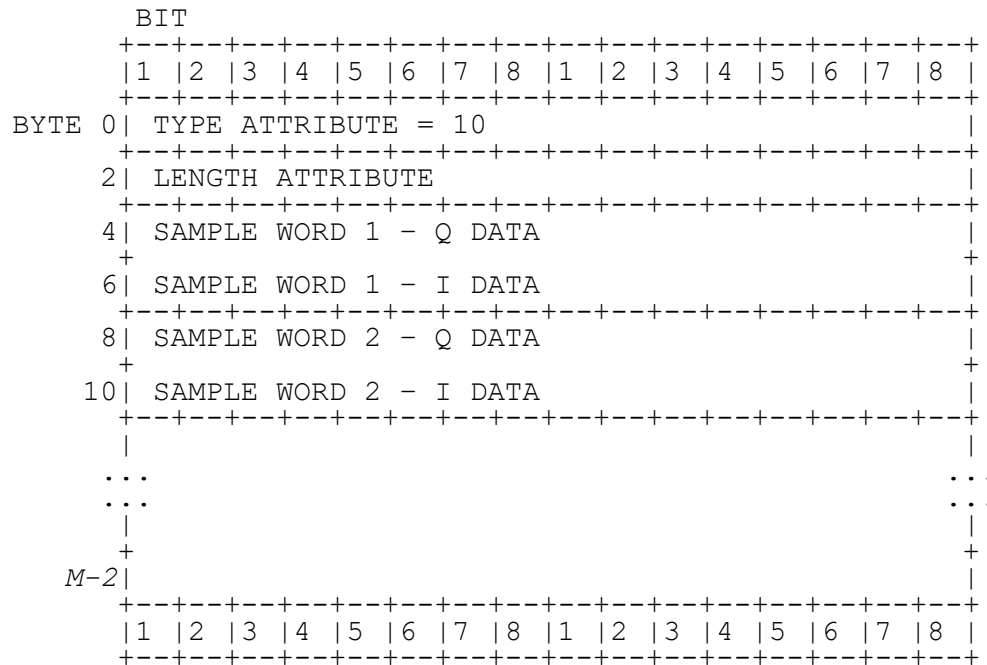 BIT
+--+--+--+--+--+--+--+--+--+--+--+--+--+--+--+--+
|1 |2 |3 |4 |5 |6 |7 |8 |1 |2 |3 |4 |5 |6 |7 |8 |
+--+--+--+--+--+--+--+--+--+--+--+--+--+--+--+--+
BYTE 0| TYPE ATTRIBUTE = 10 |
+--+--+--+--+--+--+--+--+--+--+--+--+--+--+--+--+
2| LENGTH ATTRIBUTE |
+--+--+--+--+--+--+--+--+--+--+--+--+--+--+--+--+
4| SAMPLE WORD 1 - Q DATA |
+ +
6| SAMPLE WORD 1 - I DATA |
+--+--+--+--+--+--+--+--+--+--+--+--+--+--+--+--+
8| SAMPLE WORD 2 - Q DATA |
+ +
10| SAMPLE WORD 2 - I DATA |
+--+--+--+--+--+--+--+--+--+--+--+--+--+--+--+--+
| |
... ...
... ...
| |
+ +
M-2| |
+--+--+--+--+--+--+--+--+--+--+--+--+--+--+--+--+
|1 |2 |3 |4 |5 |6 |7 |8 |1 |2 |3 |4 |5 |6 |7 |8 |
+--+--+--+--+--+--+--+--+--+--+--+--+--+--+--+--+